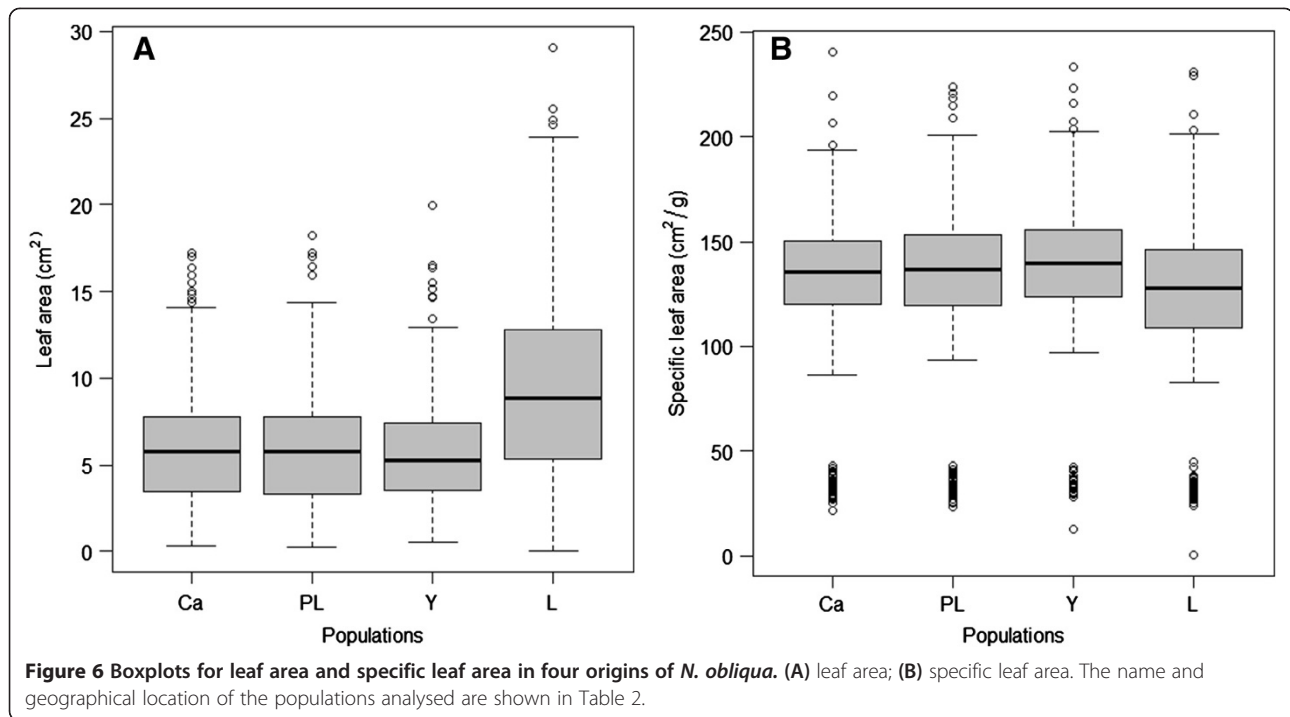 A
30
25
20
15
10
5
0
Leaf area (cm²)
Ca PL Y L
Populations
B
250
200
150
100
50
0
Specific leaf area (cm²/g)
Ca PL Y L
Populations
Figure 6 Boxplots for leaf area and specific leaf area in four origins of N. obliqua. (A) leaf area; (B) specific leaf area. The name and
geographical location of the populations analysed are shown in Table 2.